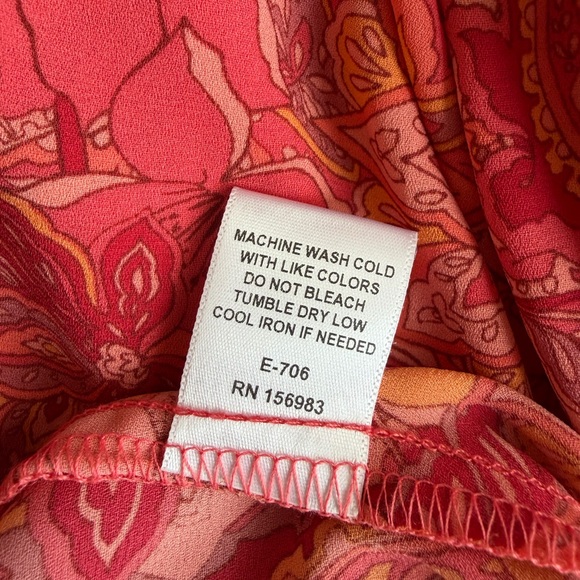 MACHINE WASH COLD
WITH LIKE COLORS
DO NOT BLEACH
TUMBLE DRY LOW
COOL IRON IF NEEDED
E-706
RN 156983